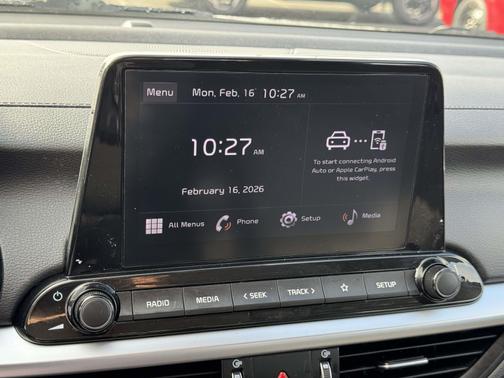 Menu Mon, Feb. 16 10:27 AM
10:27 AM
February 16, 2026
To start connecting Android
Auto or Apple CarPlay, press
this widget.
All Menus Phone Setup Media
RADIO MEDIA < SEEK TRACK > SETUP